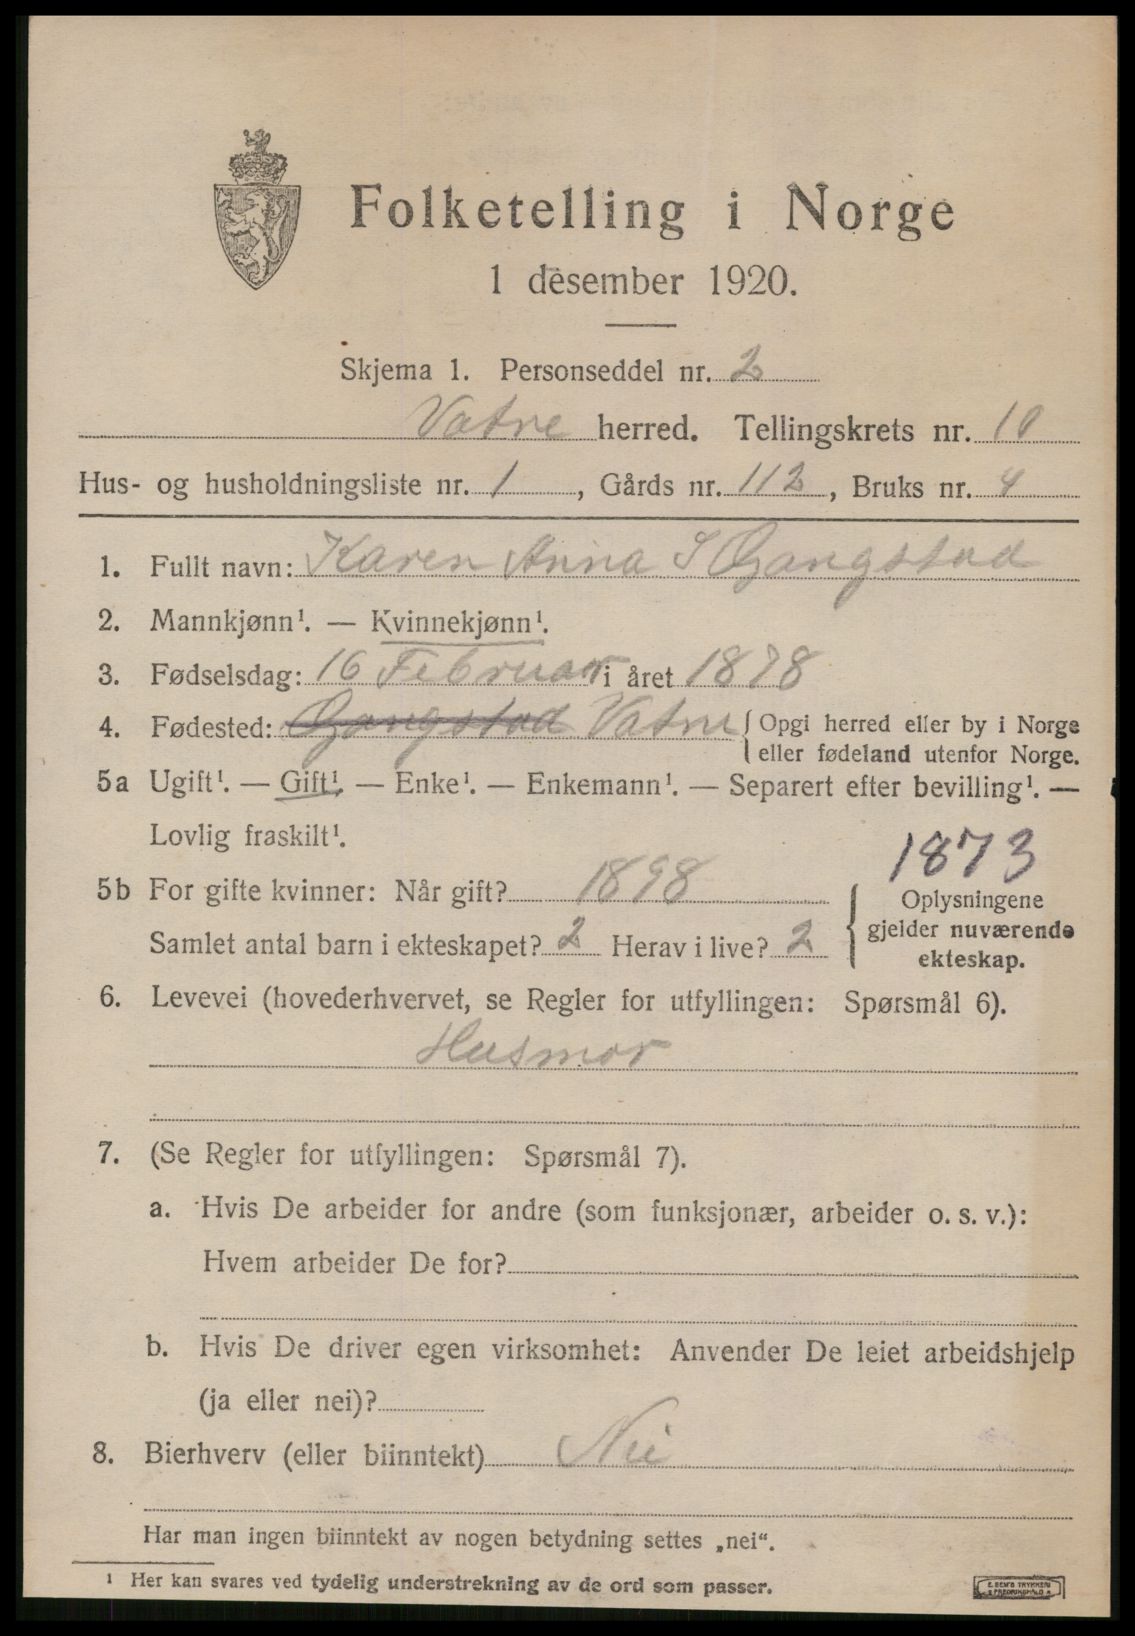 Folketelling i Norge
1 desember 1920.
Skjema 1. Personseddel nr. 2
Vatne herred. Tellingskrets nr. 10
Hus- og husholdningsliste nr. 1, Gårds nr. 112, Bruks nr. 4
1. Fullt navn: Karen Anna S Gangstad
2. Mannkjønn¹. — Kvinnekjønn¹.
3. Fødselsdag: 16 Februar i året 1878
4. Fødested: Gangstad Vatne { Opgi herred eller by i Norge
eller fødeland utenfor Norge.
5a Ugift¹. — Gift¹. — Enke¹. — Enkemann¹. — Separert efter bevilling¹. —
Lovlig fraskilt¹.
1873
5b For gifte kvinner: Når gift? 1898
Samlet antal barn i ekteskapet? 2 Herav i live? 2
{ Oplysningene
gjelder nuværende
ekteskap.
6. Levevei (hovederhvervet, se Regler for utfyllingen: Spørsmål 6).
Husmor
7. (Se Regler for utfyllingen: Spørsmål 7).
a. Hvis De arbeider for andre (som funksjonær, arbeider o. s. v.):
Hvem arbeider De for?
b. Hvis De driver egen virksomhet: Anvender De leiet arbeidshjelp
(ja eller nei)?
8. Bierhverv (eller biinntekt) Nei
Har man ingen biinntekt av nogen betydning settes „nei“.
¹ Her kan svares ved tydelig understrekning av de ord som passer.
E. SEM'S TRYKKERI
FREDRIKSHALD